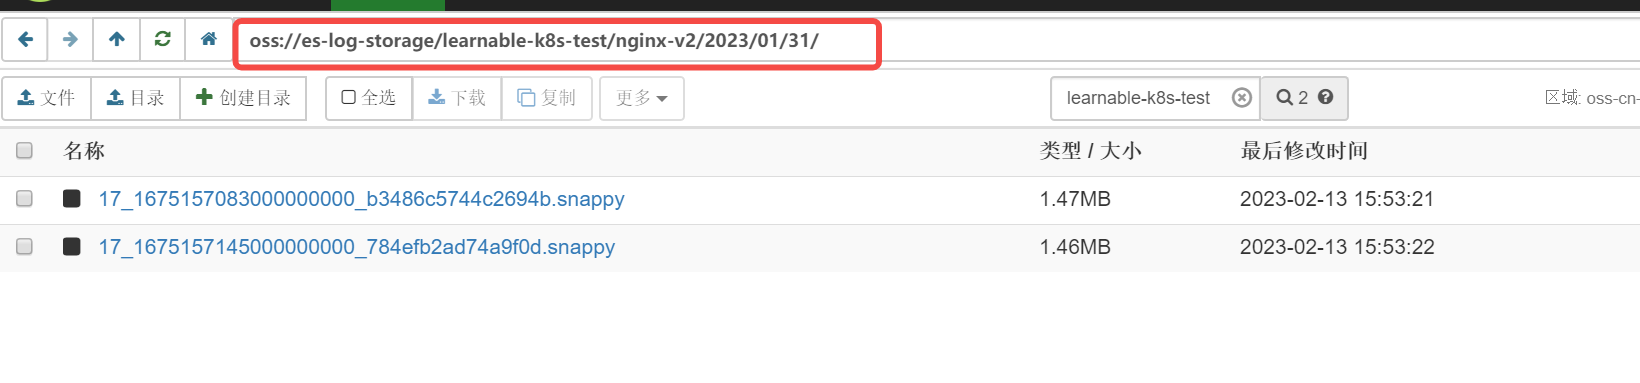 oss://es-log-storage/learnable-k8s-test/nginx-v2/2023/01/31/
文件 目录 创建目录 全选 下载 复制 更多 learnable-k8s-test 2 区域: oss-cn-
名称 类型 / 大小 最后修改时间
17_1675157083000000000_b3486c5744c2694b.snappy 1.47MB 2023-02-13 15:53:21
17_1675157145000000000_784efb2ad74a9f0d.snappy 1.46MB 2023-02-13 15:53:22